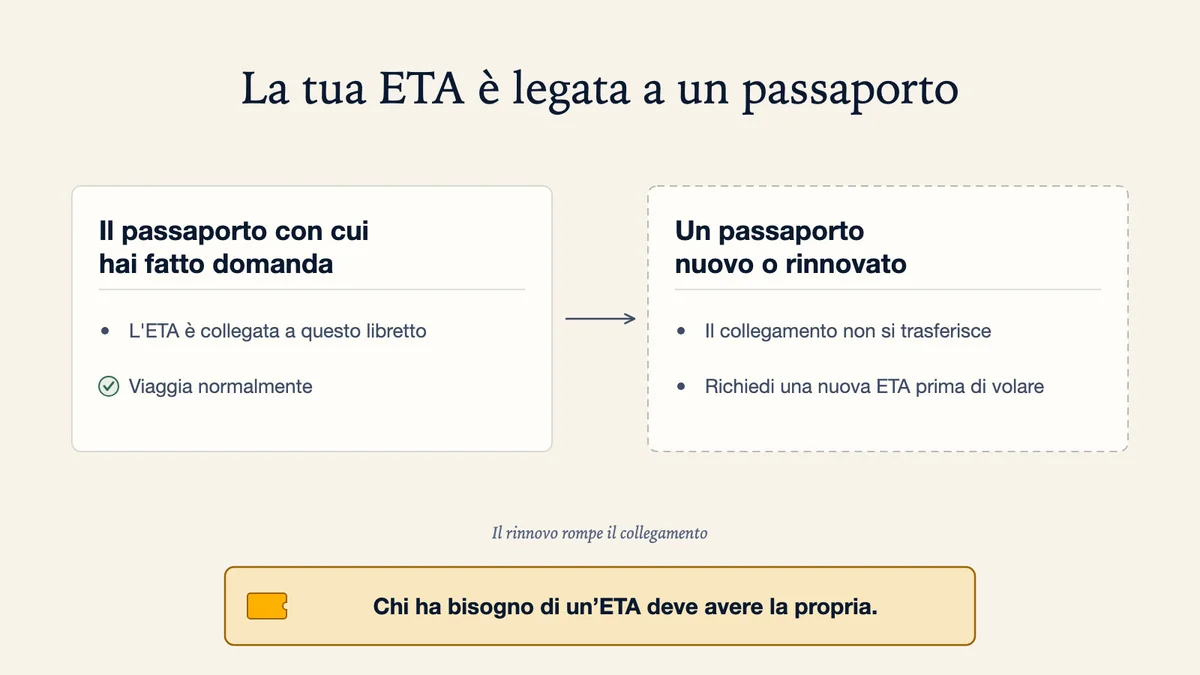 La tua ETA è legata a un passaporto
Il passaporto con cui
hai fatto domanda
L'ETA è collegata a questo libretto
Viaggia normalmente
Un passaporto
nuovo o rinnovato
Il collegamento non si trasferisce
Richiedi una nuova ETA prima di volare
Il rinnovo rompe il collegamento
Chi ha bisogno di un’ETA deve avere la propria.